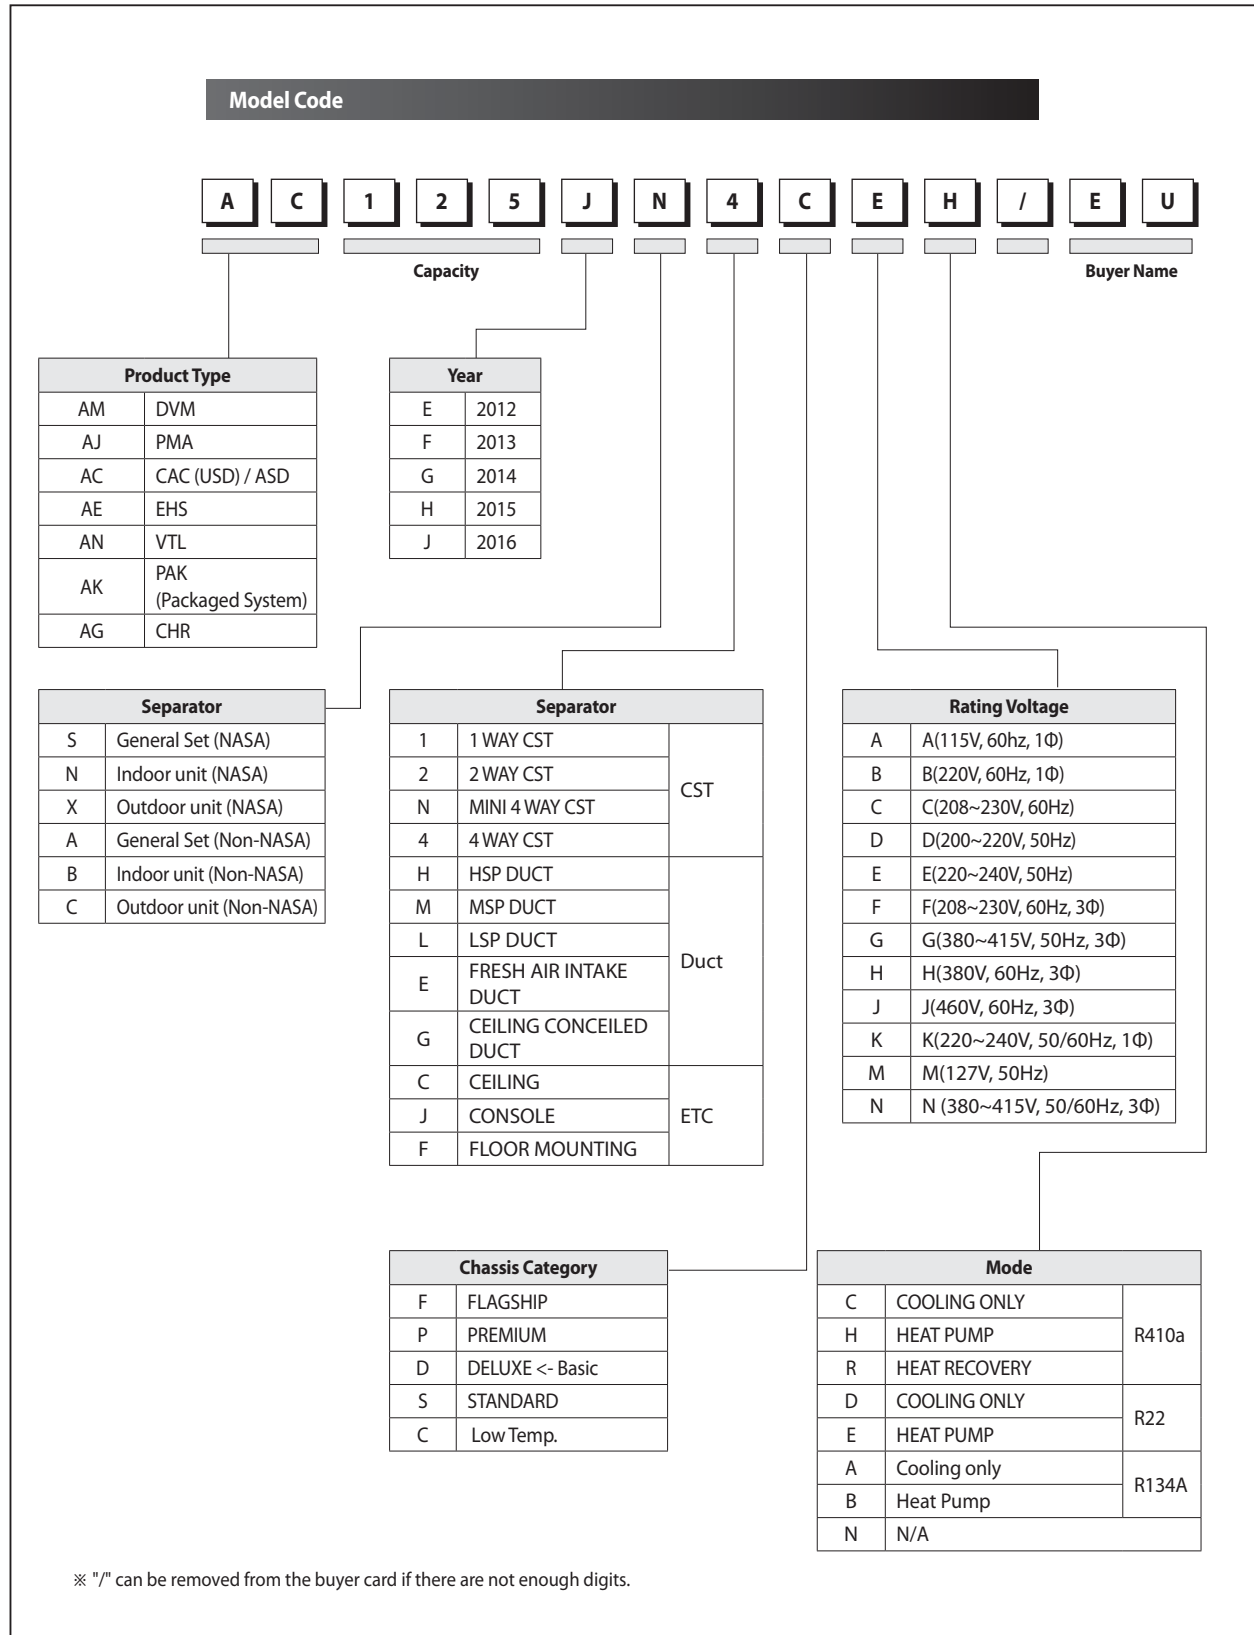 Model Code
A C 1 2 5 J N 4 C E H / E U
Capacity
Buyer Name
Product Type
AM DVM
AJ PMA
AC CAC (USD) / ASD
AE EHS
AN VTL
AK PAK
(Packaged System)
AG CHR
Year
E 2012
F 2013
G 2014
H 2015
J 2016
Separator
S General Set (NASA)
N Indoor unit (NASA)
X Outdoor unit (NASA)
A General Set (Non-NASA)
B Indoor unit (Non-NASA)
C Outdoor unit (Non-NASA)
Separator
1 1 WAY CST
2 2 WAY CST
N MINI 4 WAY CST
4 4 WAY CST
CST
H HSP DUCT
M MSP DUCT
L LSP DUCT
E FRESH AIR INTAKE
DUCT
G CEILING CONCEILED
DUCT
Duct
C CEILING
J CONSOLE
F FLOOR MOUNTING
ETC
Rating Voltage
A A(115V, 60hz, 1Φ)
B B(220V, 60Hz, 1Φ)
C C(208~230V, 60Hz)
D D(200~220V, 50Hz)
E E(220~240V, 50Hz)
F F(208~230V, 60Hz, 3Φ)
G G(380~415V, 50Hz, 3Φ)
H H(380V, 60Hz, 3Φ)
J J(460V, 60Hz, 3Φ)
K K(220~240V, 50/60Hz, 1Φ)
M M(127V, 50Hz)
N N (380~415V, 50/60Hz, 3Φ)
Chassis Category
F FLAGSHIP
P PREMIUM
D DELUXE <- Basic
S STANDARD
C Low Temp.
Mode
C COOLING ONLY
H HEAT PUMP
R HEAT RECOVERY
R410a
D COOLING ONLY
E HEAT PUMP
R22
A Cooling only
B Heat Pump
R134A
N N/A
※ "/" can be removed from the buyer card if there are not enough digits.